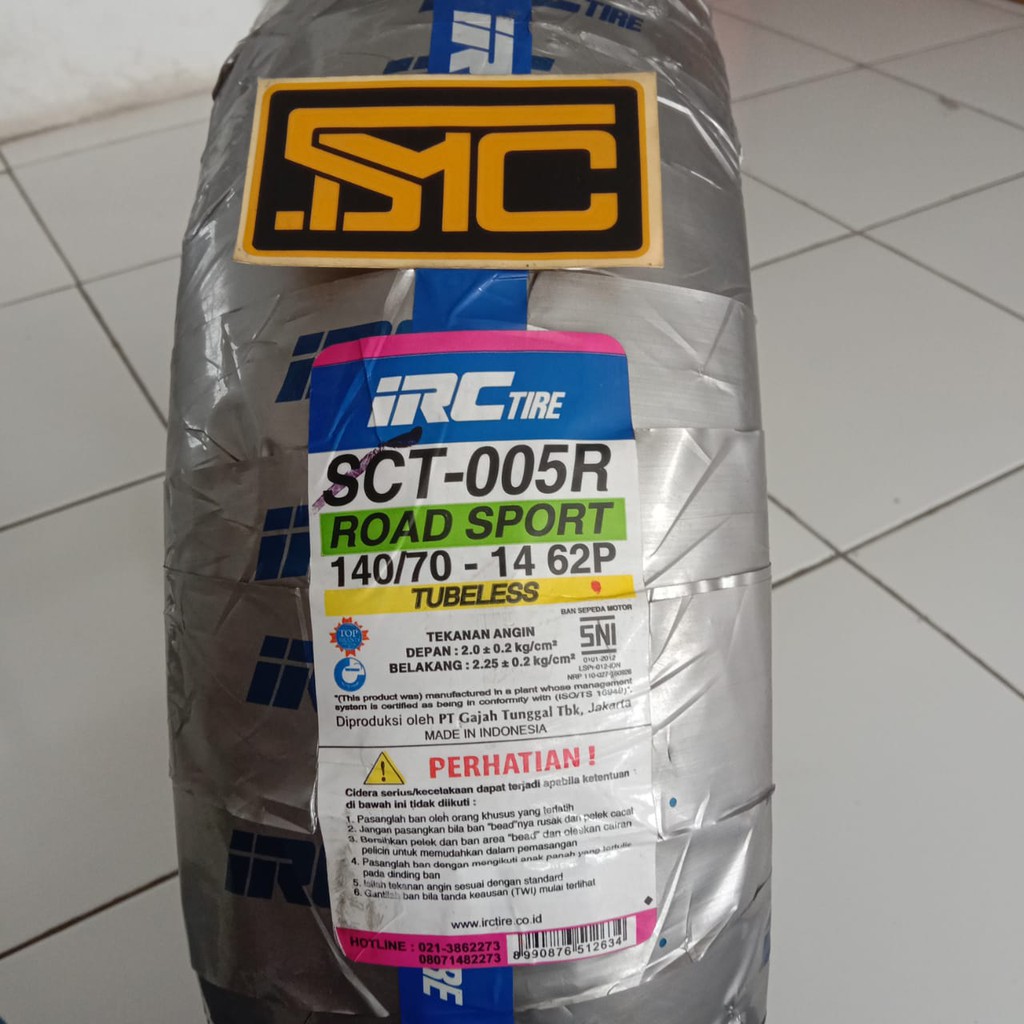 IRC TIRE
SMC
IRC TIRE
SCT-005R
ROAD SPORT
140/70 - 14 62P
TUBELESS
BAN SEPEDA MOTOR
SNI
TOP
TEKANAN ANGIN
DEPAN : 2.0 ± 0.2 kg/cm²
BELAKANG : 2.25 ± 0.2 kg/cm²
"(This product was) manufactured in a plant whose management
system is certified as being in conformity with (ISO/TS 16949)".
Diproduksi oleh PT Gajah Tunggal Tbk, Jakarta
MADE IN INDONESIA
PERHATIAN !
Cidera serius/kecelakaan dapat terjadi apabila ketentuan
di bawah ini tidak diikuti :
1. Pasanglah ban oleh orang khusus yang terlatih
2. Jangan pasangkan bila ban "bead"nya rusak dan pelek cacat
3. Bersihkan pelek dan ban area "bead" dan oleskan cairan
pelicin untuk memudahkan dalam pemasangan
4. Pasanglah ban dengan mengikuti anak panah yang tertulis
pada dinding ban
5. Isilah tekanan angin sesuai dengan standard
6. Gantilah ban bila tanda keausan (TWI) mulai terlihat
www.irctire.co.id
HOTLINE : 021-3862273
08071482273
8 990876 512634